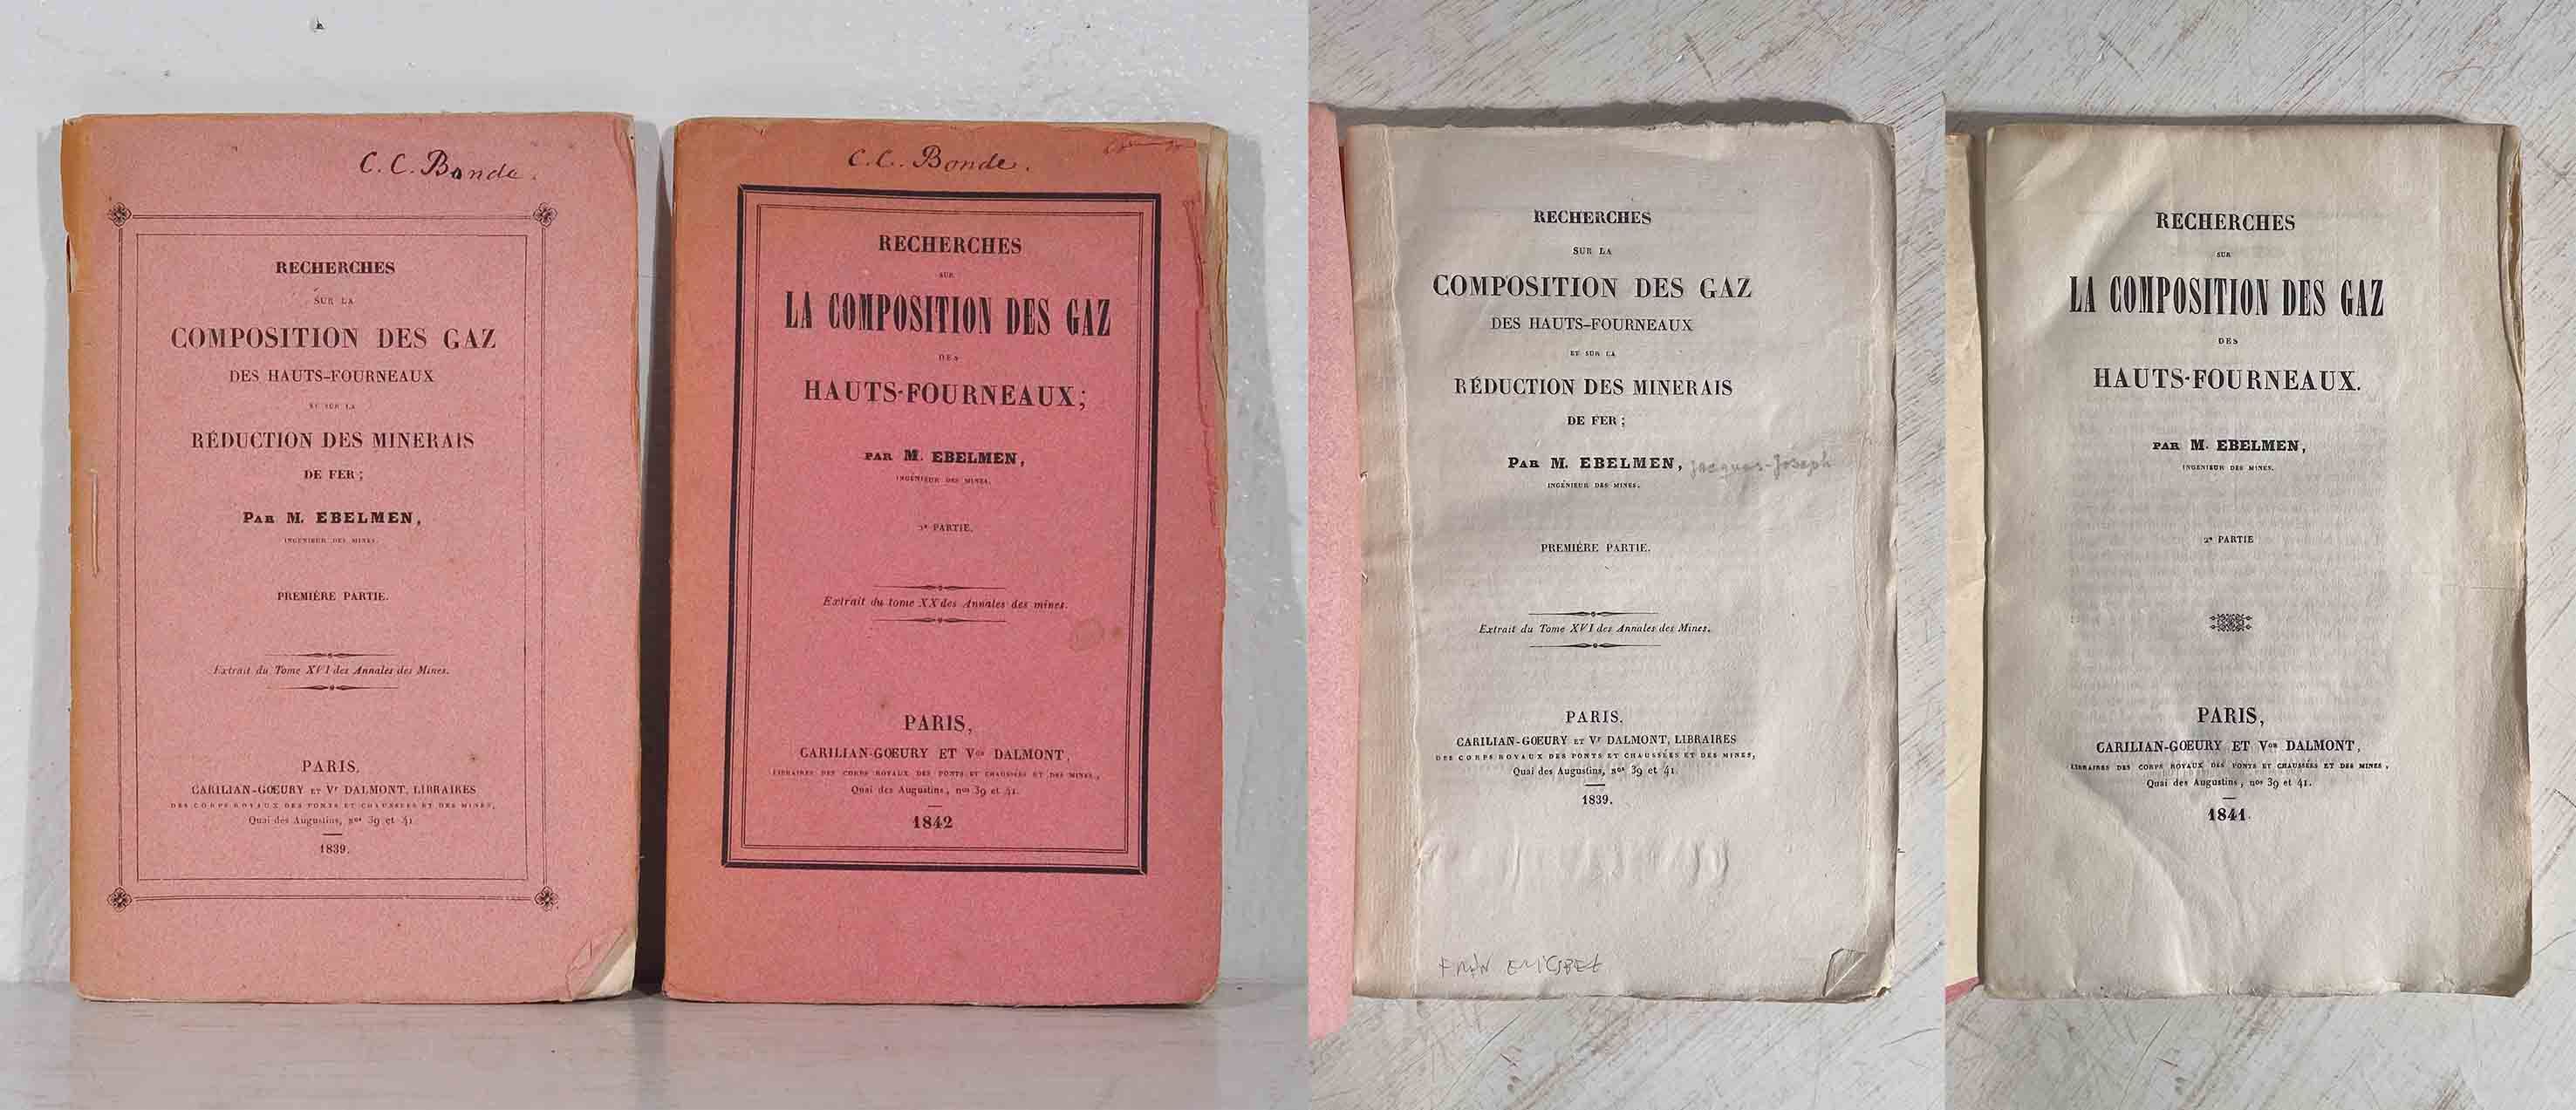 C. C. Bonde.
RECHERCHES
SUR LA
COMPOSITION DES GAZ
DES HAUTS-FOURNEAUX
ET SUR LA
RÉDUCTION DES MINERAIS
DE FER ;
PAR M. EBELMEN,
INGÉNIEUR DES MINES.
PREMIÈRE PARTIE.
Extrait du Tome XVI des Annales des Mines.
PARIS.
CARILIAN-GŒURY ET Vr DALMONT, LIBRAIRES
DES CORPS ROYAUX DES PONTS ET CHAUSSÉES ET DES MINES,
Quai des Augustins, nos 39 et 41
1839.
C. C. Bonde.
RECHERCHES
SUR
LA COMPOSITION DES GAZ
DES
HAUTS-FOURNEAUX;
PAR M. EBELMEN,
INGÉNIEUR DES MINES.
2e PARTIE.
Extrait du tome XX des Annales des mines.
PARIS,
CARILIAN-GŒURY ET Vor DALMONT,
LIBRAIRES DES CORPS ROYAUX DES PONTS ET CHAUSSÉES ET DES MINES,
Quai des Augustins, nos 39 et 41.
1842
RECHERCHES
SUR LA
COMPOSITION DES GAZ
DES HAUTS-FOURNEAUX
ET SUR LA
RÉDUCTION DES MINERAIS
DE FER ;
PAR M. EBELMEN, Jacques-Joseph
INGÉNIEUR DES MINES.
PREMIÈRE PARTIE.
Extrait du Tome XVI des Annales des Mines.
PARIS.
CARILIAN-GŒURY ET Vr DALMONT, LIBRAIRES
DES CORPS ROYAUX DES PONTS ET CHAUSSÉES ET DES MINES,
Quai des Augustins, nos 39 et 41.
1839.
RECHERCHES
SUR
LA COMPOSITION DES GAZ
DES
HAUTS-FOURNEAUX.
PAR M. EBELMEN,
INGÉNIEUR DES MINES.
2e PARTIE
PARIS,
CARILIAN-GŒURY ET Vor DALMONT,
LIBRAIRES DES CORPS ROYAUX DES PONTS ET CHAUSSÉES ET DES MINES,
Quai des Augustins, nos 39 et 41.
1841